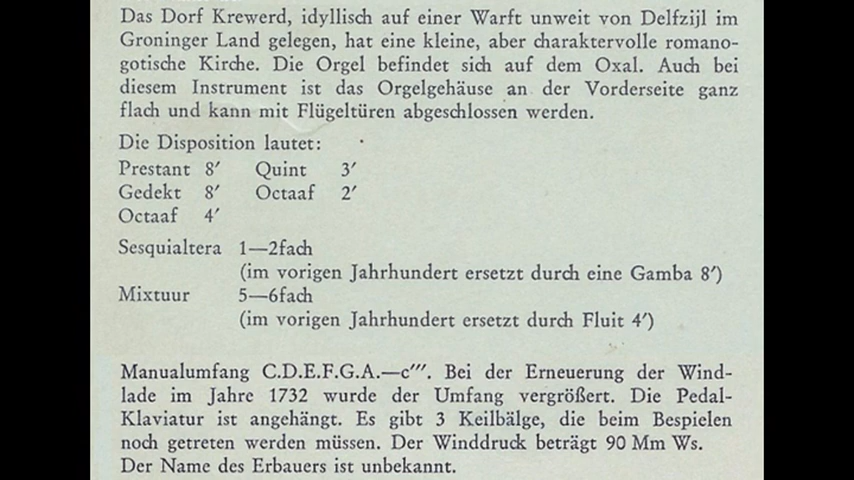 Das Dorf Krewerd, idyllisch auf einer Warft unweit von Delfzijl im
Groninger Land gelegen, hat eine kleine, aber charaktervolle romano-
gotische Kirche. Die Orgel befindet sich auf dem Oxal. Auch bei
diesem Instrument ist das Orgelgehäuse an der Vorderseite ganz
flach und kann mit Flügeltüren abgeschlossen werden.
Die Disposition lautet:
Prestant 8′ Quint 3′
Gedekt 8′ Octaaf 2′
Octaaf 4′
Sesquialtera 1—2fach
(im vorigen Jahrhundert ersetzt durch eine Gamba 8′)
Mixtuur 5—6fach
(im vorigen Jahrhundert ersetzt durch Fluit 4′)
Manualumfang C.D.E.F.G.A.—c‴. Bei der Erneuerung der Wind-
lade im Jahre 1732 wurde der Umfang vergrößert. Die Pedal-
Klaviatur ist angehängt. Es gibt 3 Keilbälge, die beim Bespielen
noch getreten werden müssen. Der Winddruck beträgt 90 Mm Ws.
Der Name des Erbauers ist unbekannt.